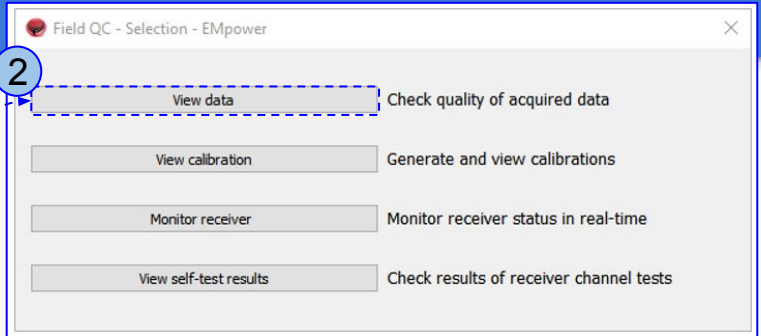 Field QC - Selection - EMpower
2
View data Check quality of acquired data
View calibration Generate and view calibrations
Monitor receiver Monitor receiver status in real-time
View self-test results Check results of receiver channel tests